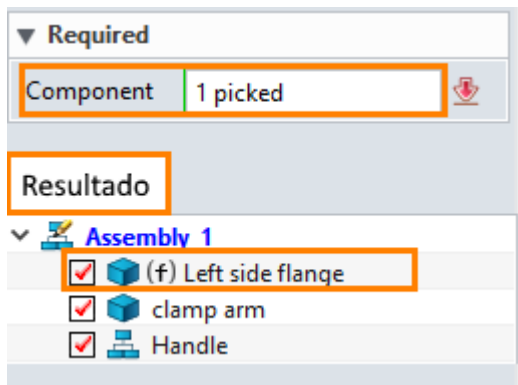 Required
Component 1 picked
Resultado
Assembly 1
(f) Left side flange
clamp arm
Handle